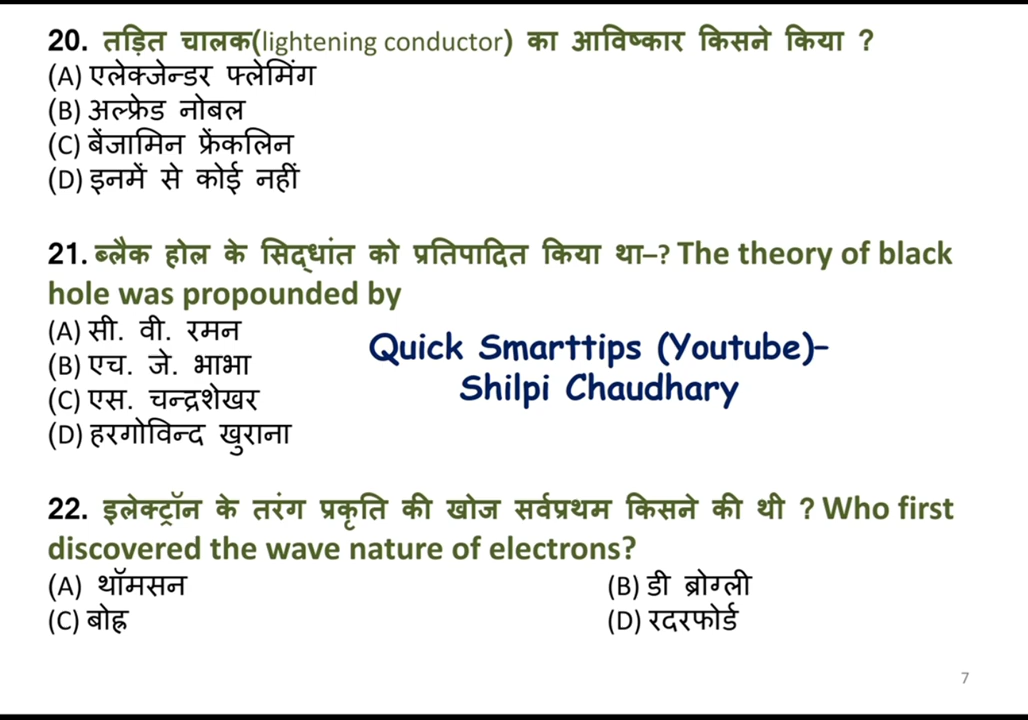 20. तड़ित चालक(lightening conductor) का आविष्कार किसने किया ?
(A) एलेक्जेन्डर फ्लेमिंग
(B) अल्फ्रेड नोबल
(C) बेंजामिन फ्रेंकलिन
(D) इनमें से कोई नहीं
21. ब्लैक होल के सिद्धांत को प्रतिपादित किया था–? The theory of black
hole was propounded by
(A) सी. वी. रमन
(B) एच. जे. भाभा
(C) एस. चन्द्रशेखर
(D) हरगोविन्द खुराना
Quick Smarttips (Youtube)–
Shilpi Chaudhary
22. इलेक्ट्रॉन के तरंग प्रकृति की खोज सर्वप्रथम किसने की थी ? Who first
discovered the wave nature of electrons?
(A) थॉमसन (B) डी ब्रोग्ली
(C) बोह्र (D) रदरफोर्ड
7